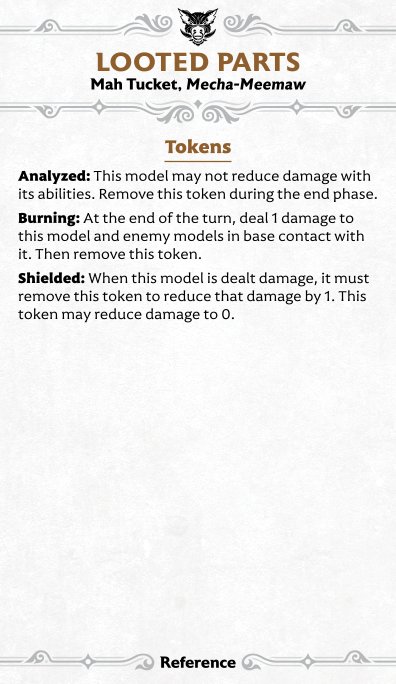 LOOTED PARTS
Mah Tucket, Mecha-Meemaw
Tokens
Analyzed: This model may not reduce damage with
its abilities. Remove this token during the end phase.
Burning: At the end of the turn, deal 1 damage to
this model and enemy models in base contact with
it. Then remove this token.
Shielded: When this model is dealt damage, it must
remove this token to reduce that damage by 1. This
token may reduce damage to 0.
Reference